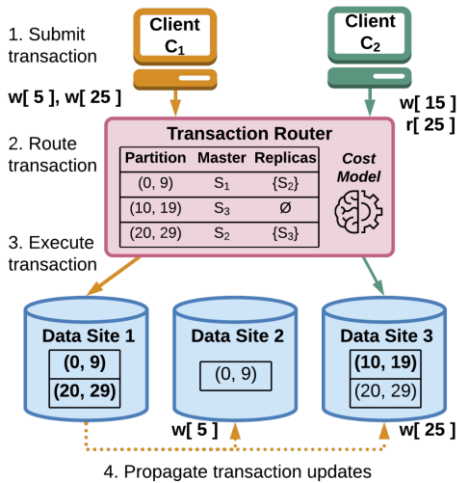 1. Submit
transaction
Client
C1
Client
C2
w[ 5 ], w[ 25 ]
w[ 15 ]
r[ 25 ]
2. Route
transaction
Transaction Router
Partition Master Replicas
(0, 9) S1 {S2}
(10, 19) S3 Ø
(20, 29) S2 {S3}
Cost
Model
3. Execute
transaction
Data Site 1
(0, 9)
(20, 29)
Data Site 2
(0, 9)
Data Site 3
(10, 19)
(20, 29)
w[ 5 ]
w[ 25 ]
4. Propagate transaction updates